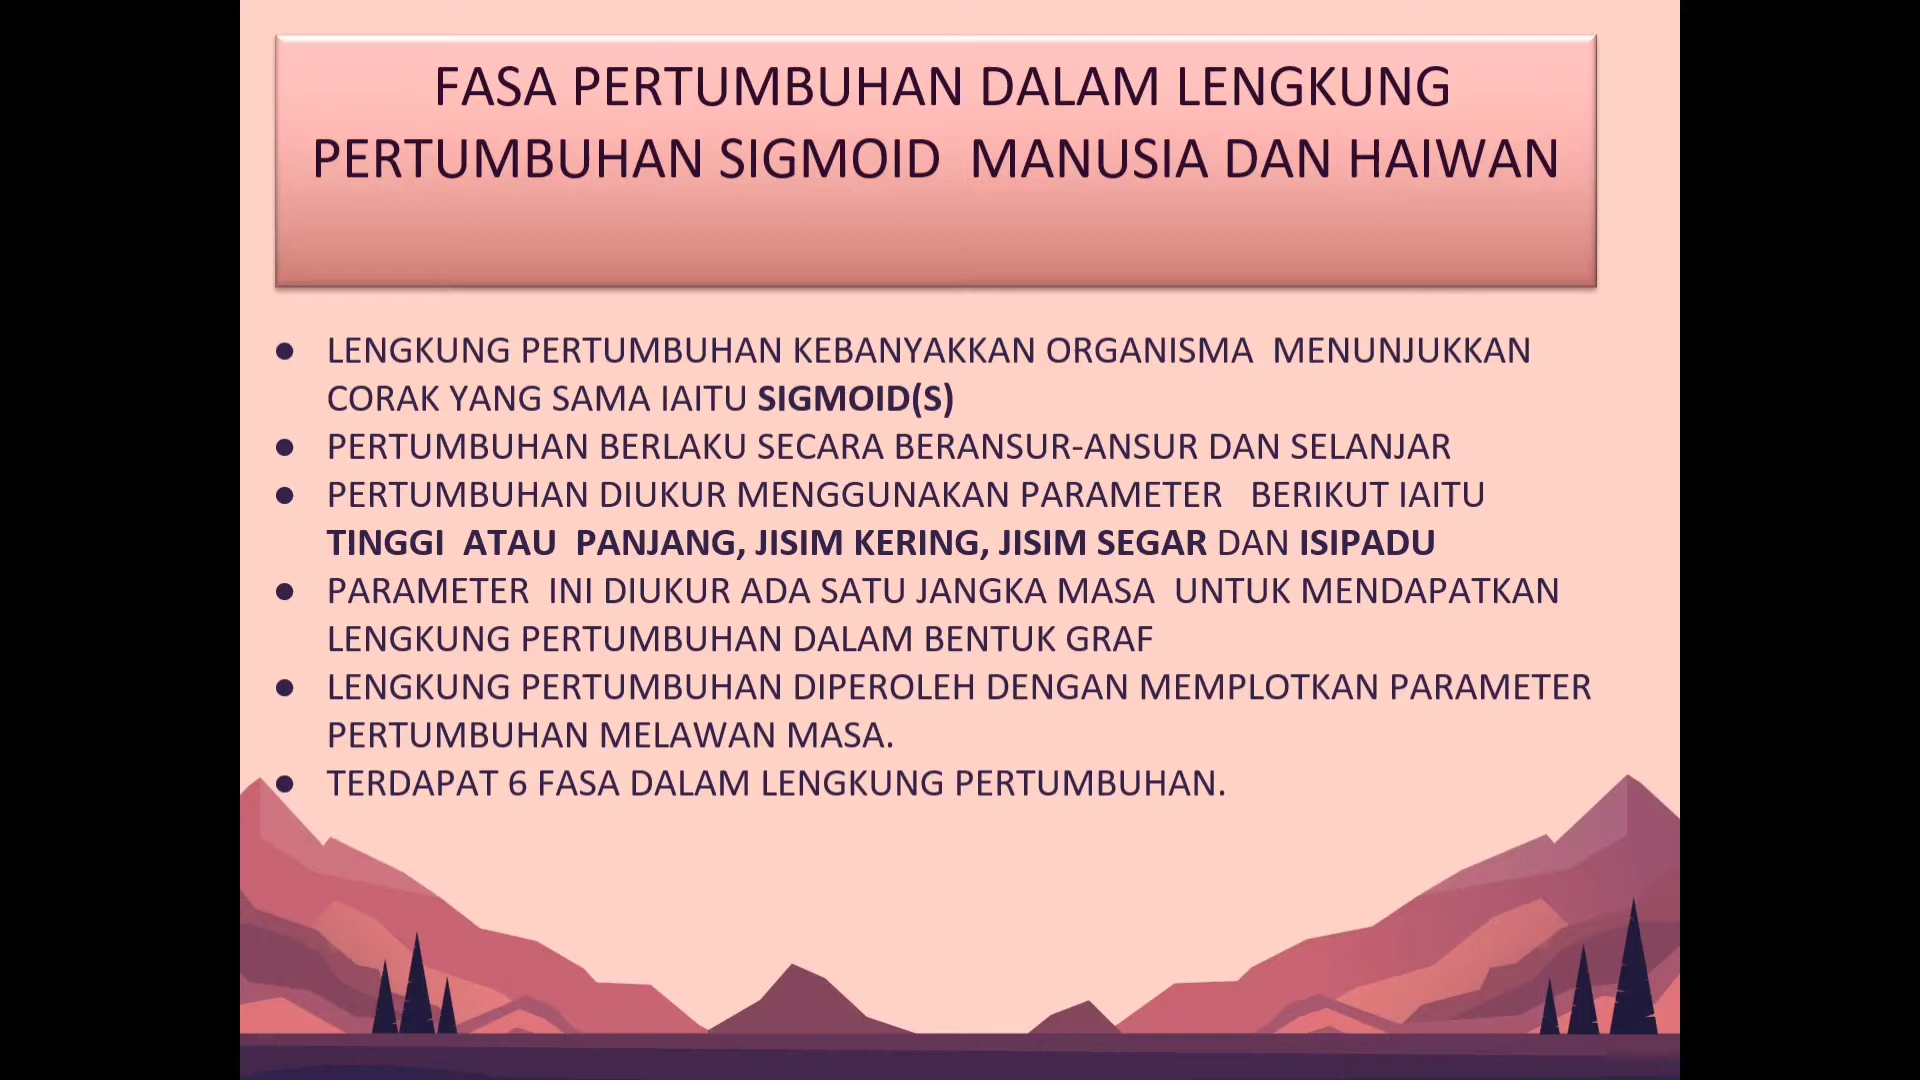 FASA PERTUMBUHAN DALAM LENGKUNG
PERTUMBUHAN SIGMOID MANUSIA DAN HAIWAN
● LENGKUNG PERTUMBUHAN KEBANYAKKAN ORGANISMA MENUNJUKKAN
CORAK YANG SAMA IAITU SIGMOID(S)
● PERTUMBUHAN BERLAKU SECARA BERANSUR-ANSUR DAN SELANJAR
● PERTUMBUHAN DIUKUR MENGGUNAKAN PARAMETER BERIKUT IAITU
TINGGI ATAU PANJANG, JISIM KERING, JISIM SEGAR DAN ISIPADU
● PARAMETER INI DIUKUR ADA SATU JANGKA MASA UNTUK MENDAPATKAN
LENGKUNG PERTUMBUHAN DALAM BENTUK GRAF
● LENGKUNG PERTUMBUHAN DIPEROLEH DENGAN MEMPLOTKAN PARAMETER
PERTUMBUHAN MELAWAN MASA.
● TERDAPAT 6 FASA DALAM LENGKUNG PERTUMBUHAN.